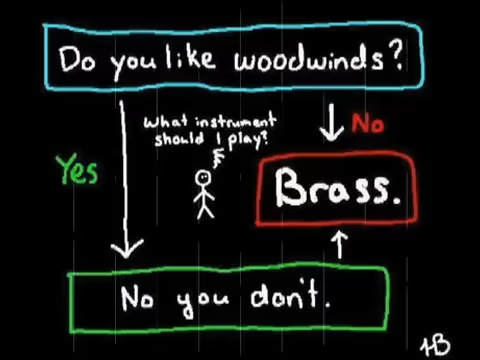 Do you like woodwinds?
What instrument
should I play?
No
Yes
Brass.
No you don't.
HB